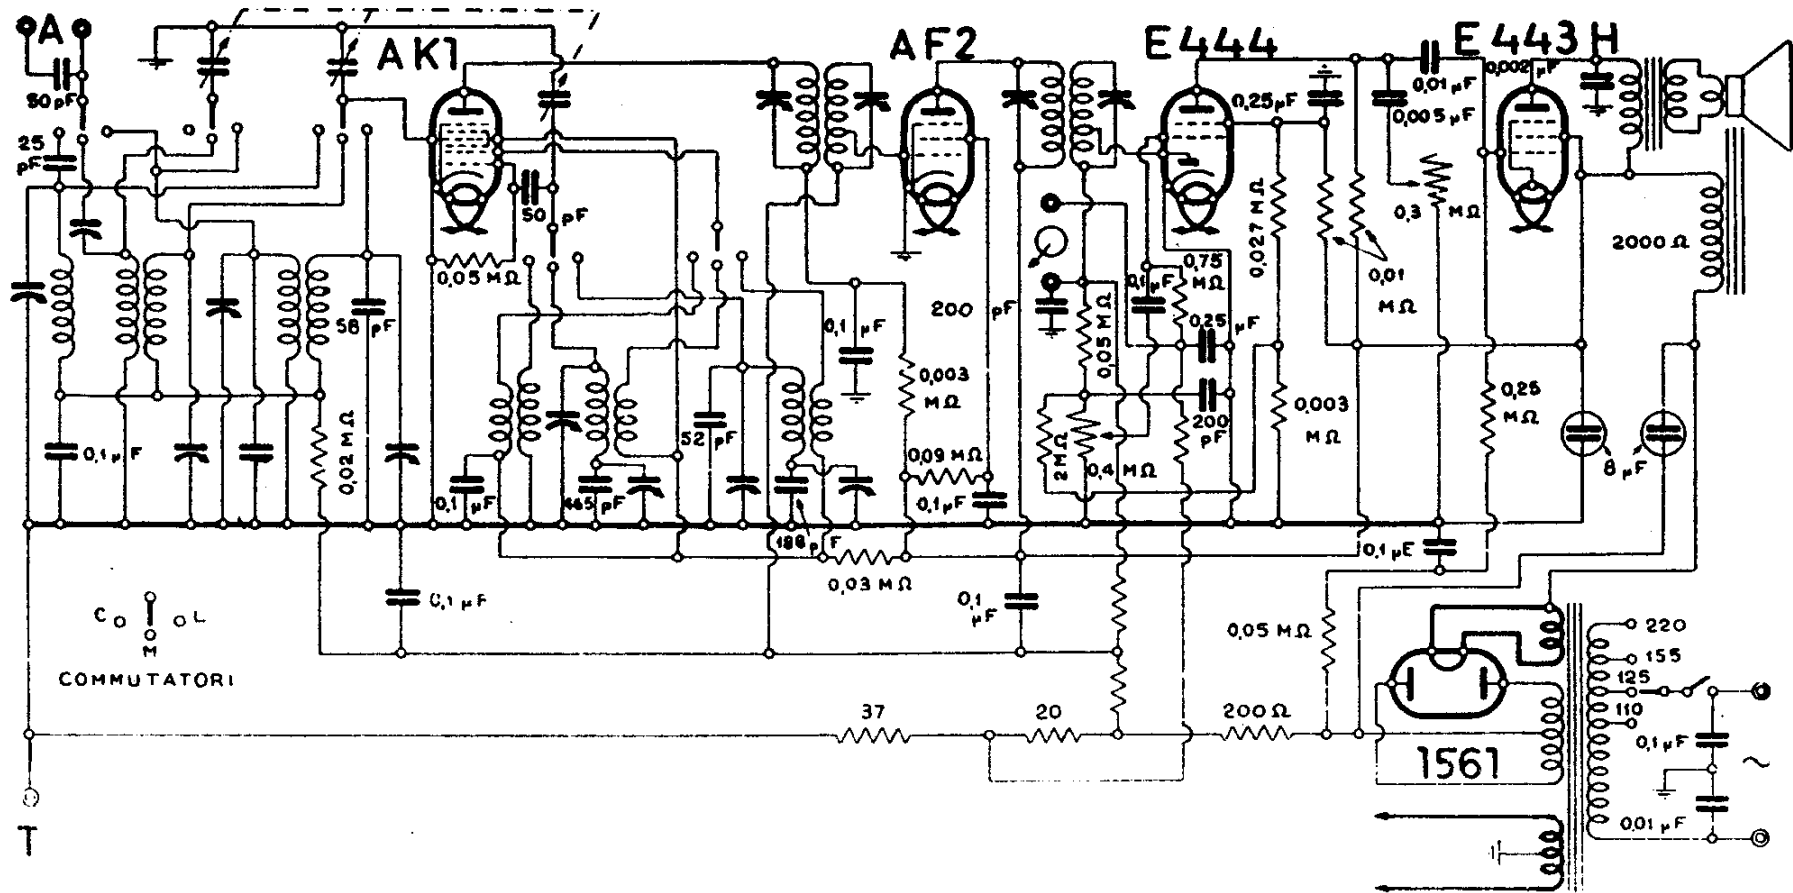 A
AK1
AF2
E444
E443H
50 pF
25 pF
0,25 µF
0,01 µF
0,002 µF
0,005 µF
50 pF
0,05 MΩ
58 pF
0,1 µF
200 pF
0,1 µF
0,75 MΩ
0,027 MΩ
0,01 MΩ
0,3 MΩ
2000 Ω
0,25 µF
0,05 MΩ
0,003 MΩ
200 pF
0,003 MΩ
0,25 MΩ
8 µF
0,1 µF
0,02 MΩ
52 pF
0,09 MΩ
2 MΩ
0,4 MΩ
0,1 µF
465 pF
0,1 µF
0,1 µF
0,03 MΩ
0,1 µF
0,1 µF
0,05 MΩ
C
L
M
COMMUTATORI
220
155
125
110
37
20
200 Ω
1561
0,1 µF
~
0,01 µF
T